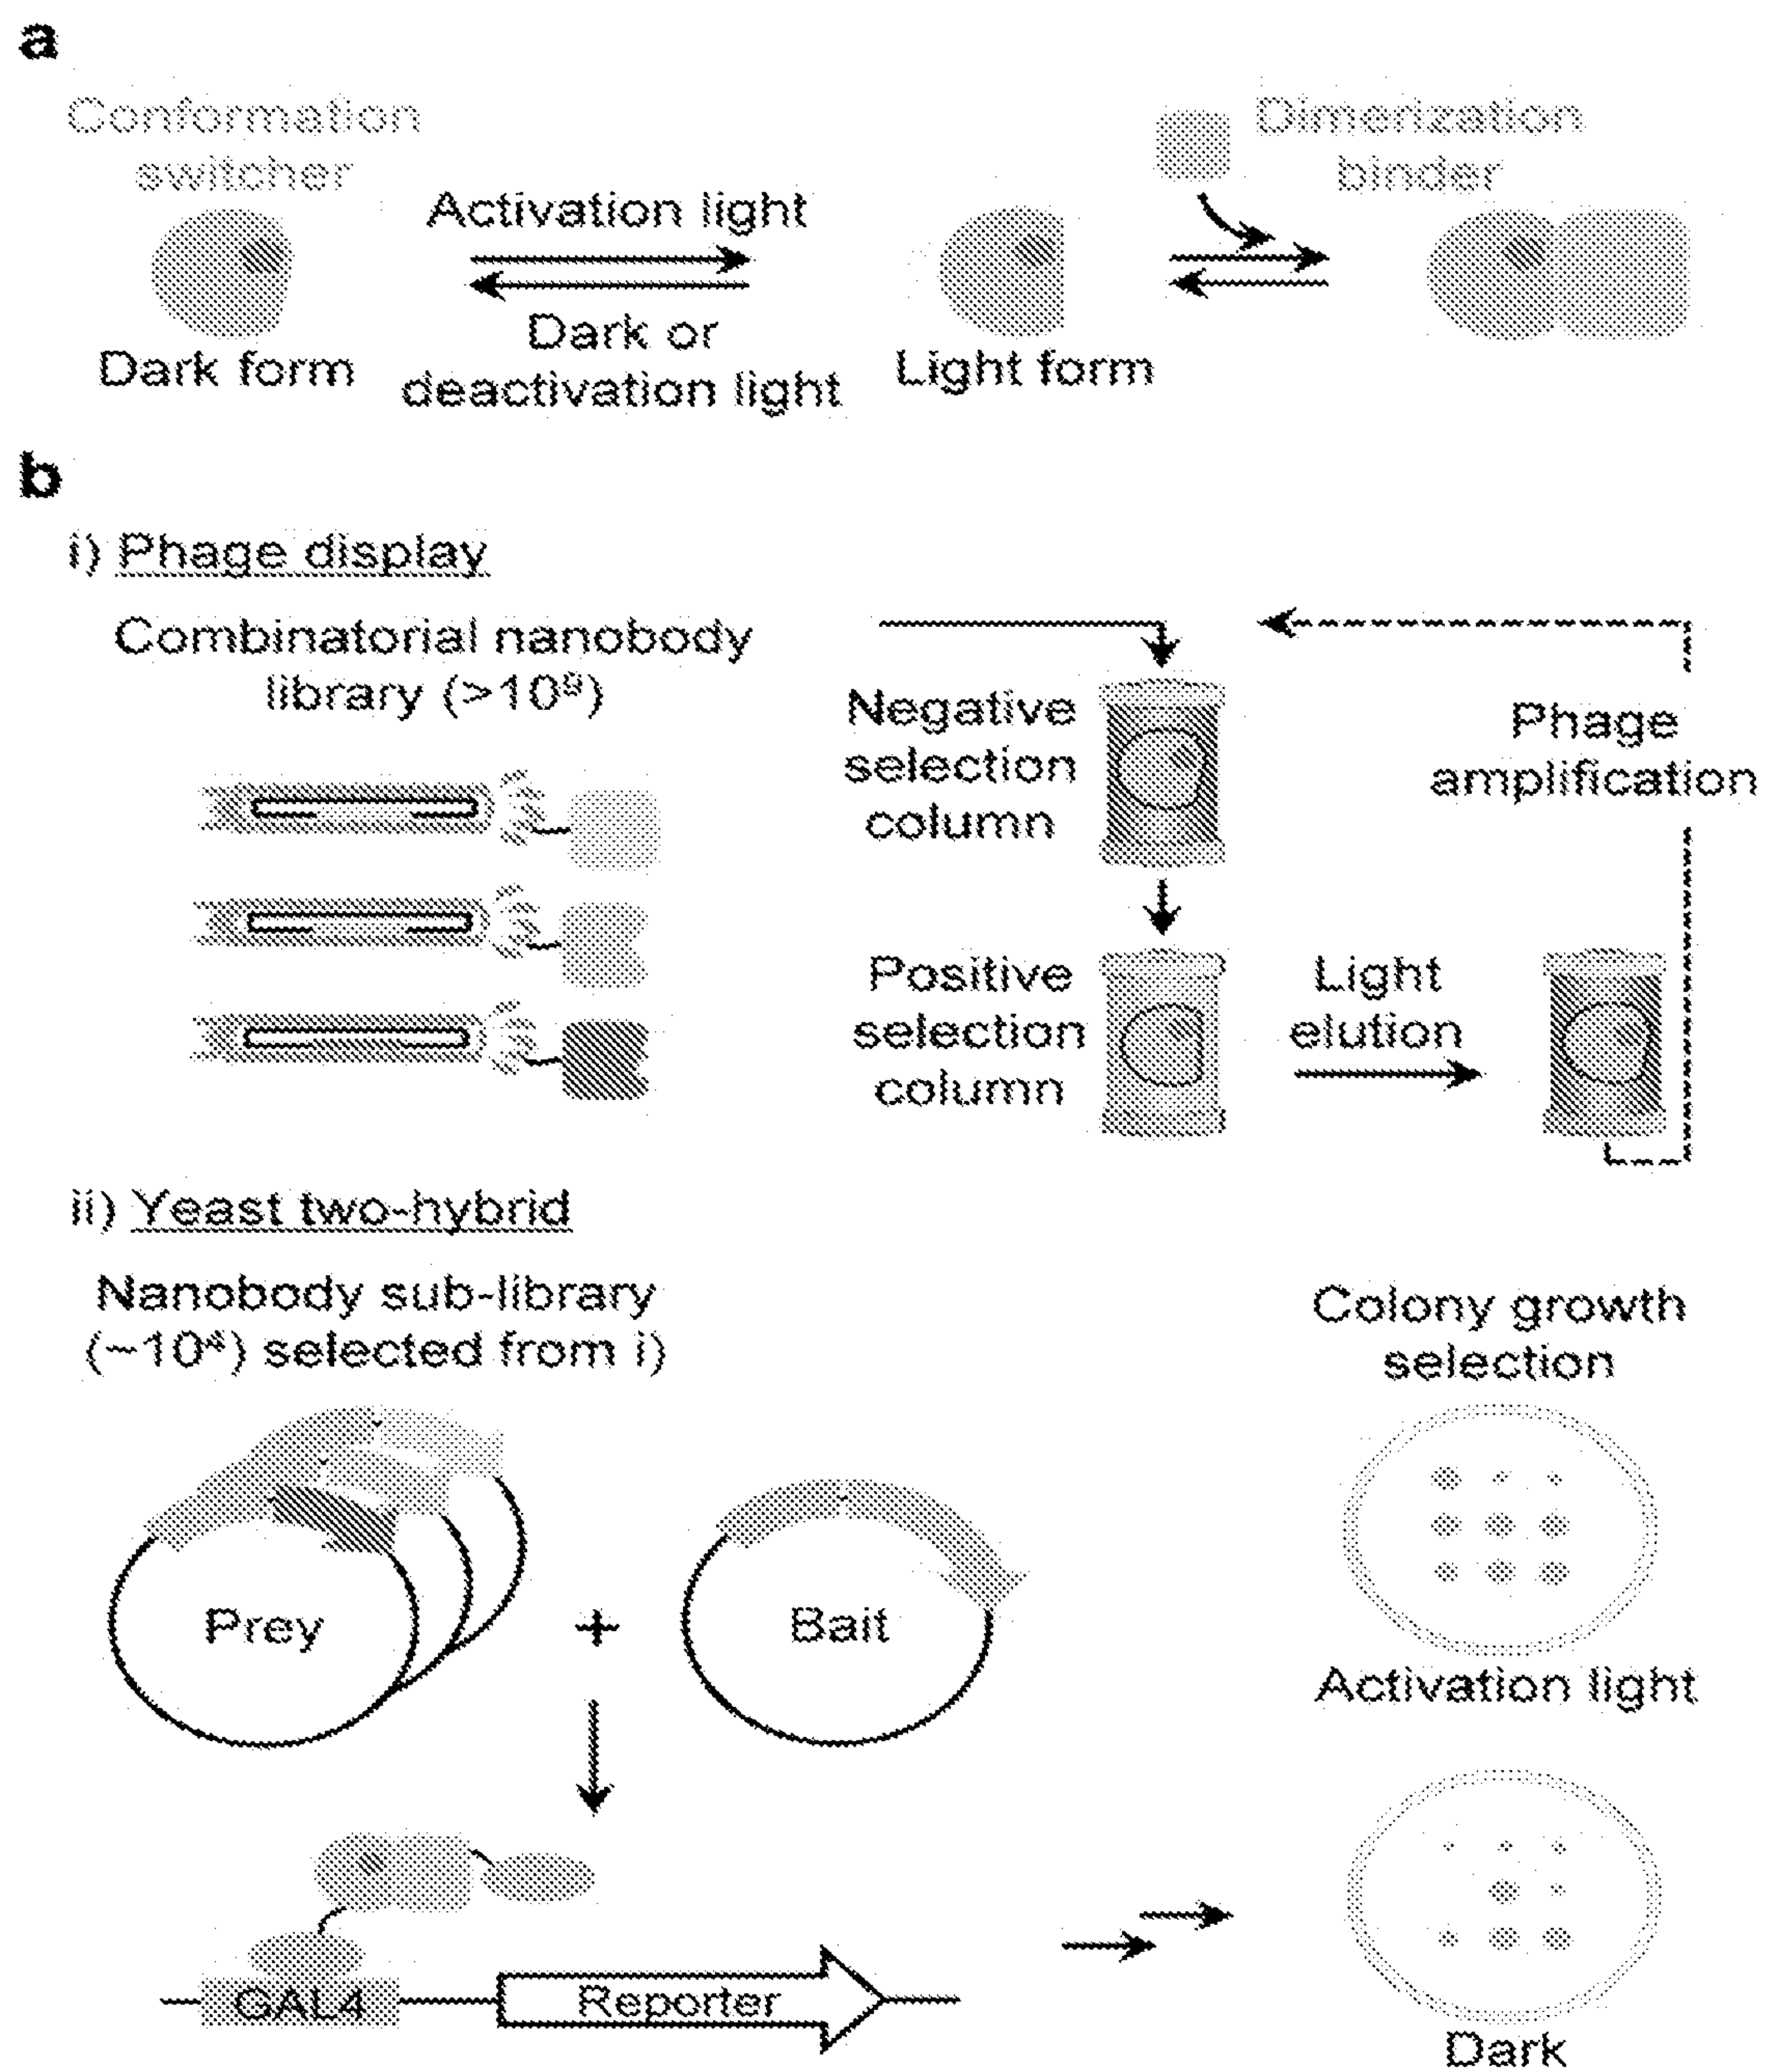 a
Conformation
switcher
Activation light
Dark or
deactivation light
Dark form
Light form
Dimerization
binder
b
i) Phage display
Combinatorial nanobody
library (>10⁹)
Negative
selection
column
Phage
amplification
Positive
selection
column
Light
elution
ii) Yeast two-hybrid
Nanobody sub-library
(~10⁴) selected from i)
Prey
+
Bait
Colony growth
selection
Activation light
GAL4
Reporter
Dark